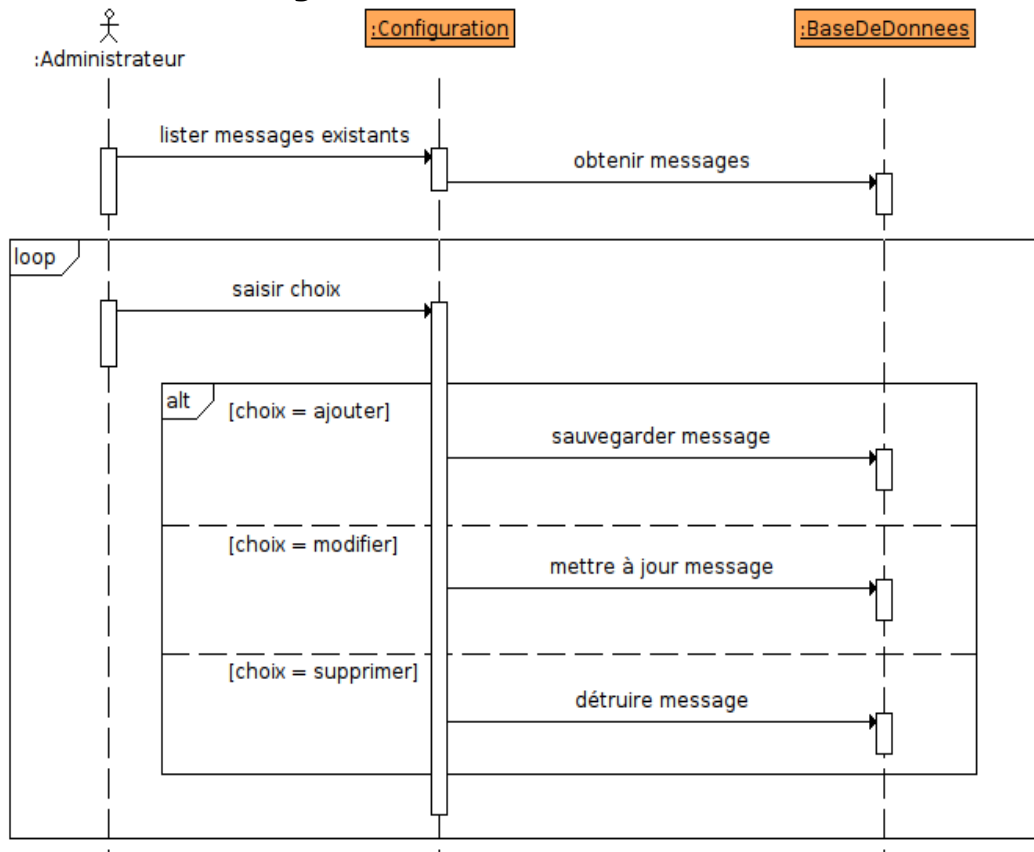 :Administrateur
:Configuration
:BaseDeDonnees
lister messages existants
obtenir messages
loop
saisir choix
alt
[choix = ajouter]
sauvegarder message
[choix = modifier]
mettre à jour message
[choix = supprimer]
détruire message